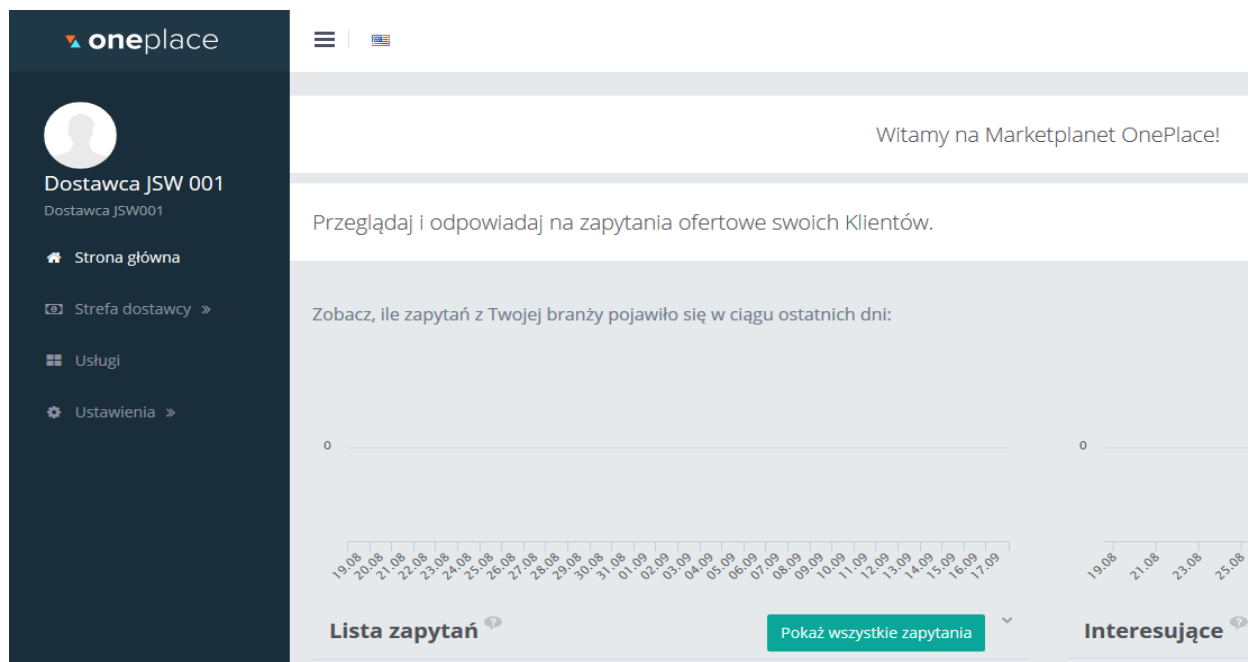 oneplace
Dostawca JSW 001
Dostawca JSW001
Strona główna
Strefa dostawcy »
Usługi
Ustawienia »
Witamy na Marketplanet OnePlace!
Przeglądaj i odpowiadaj na zapytania ofertowe swoich Klientów.
Zobacz, ile zapytań z Twojej branży pojawiło się w ciągu ostatnich dni:
0
19.08 20.08 21.08 22.08 23.08 24.08 25.08 26.08 27.08 28.08 29.08 30.08 31.08 01.09 02.09 03.09 04.09 05.09 06.09 07.09 08.09 09.09 10.09 11.09 12.09 13.09 14.09 15.09 16.09 17.09
0
19.08 21.08 23.08 25.08
Lista zapytań ?
Pokaż wszystkie zapytania
Interesujące ?